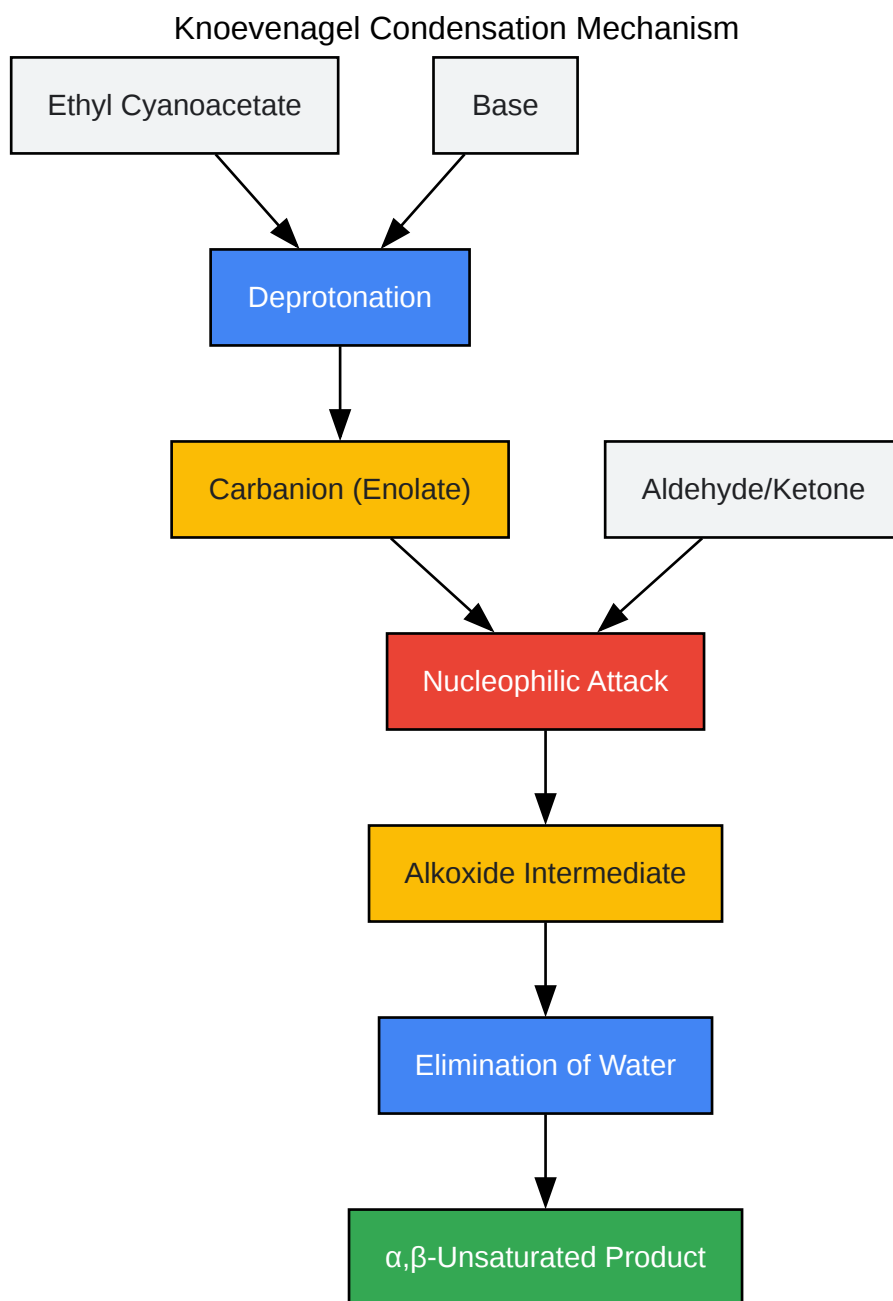 Knoevenagel Condensation Mechanism
Ethyl Cyanoacetate
Base
Deprotonation
Carbanion (Enolate)
Aldehyde/Ketone
Nucleophilic Attack
Alkoxide Intermediate
Elimination of Water
α,β-Unsaturated Product